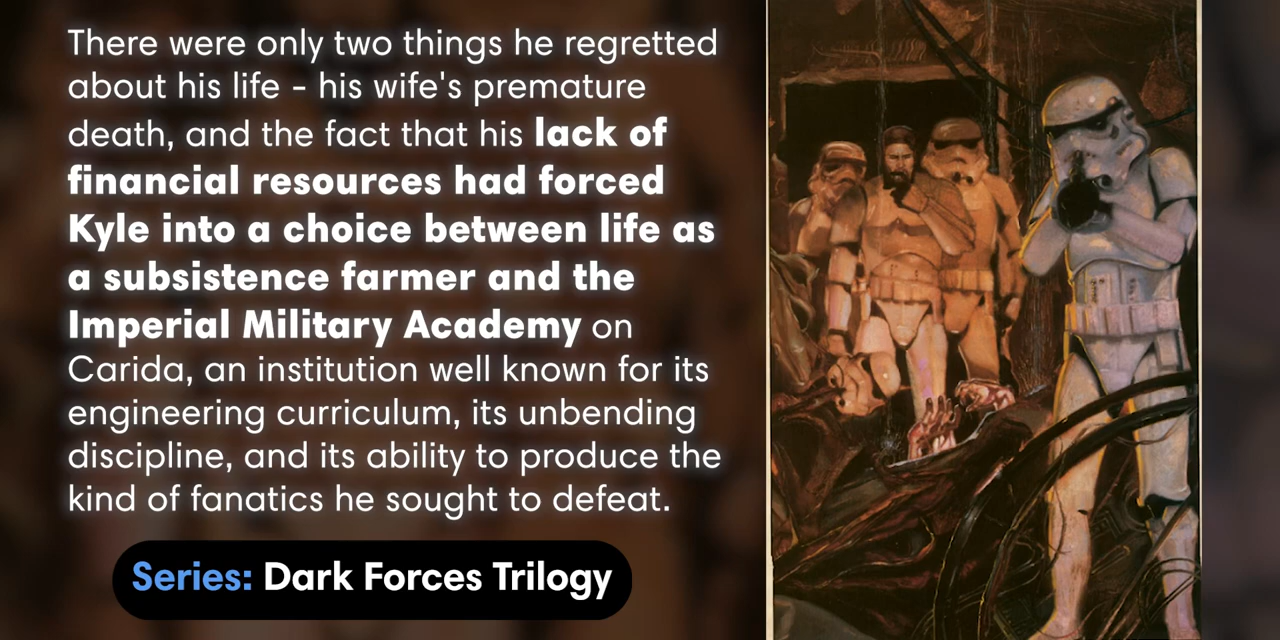 There were only two things he regretted
about his life - his wife's premature
death, and the fact that his lack of
financial resources had forced
Kyle into a choice between life as
a subsistence farmer and the
Imperial Military Academy on
Carida, an institution well known for its
engineering curriculum, its unbending
discipline, and its ability to produce the
kind of fanatics he sought to defeat.
Series: Dark Forces Trilogy